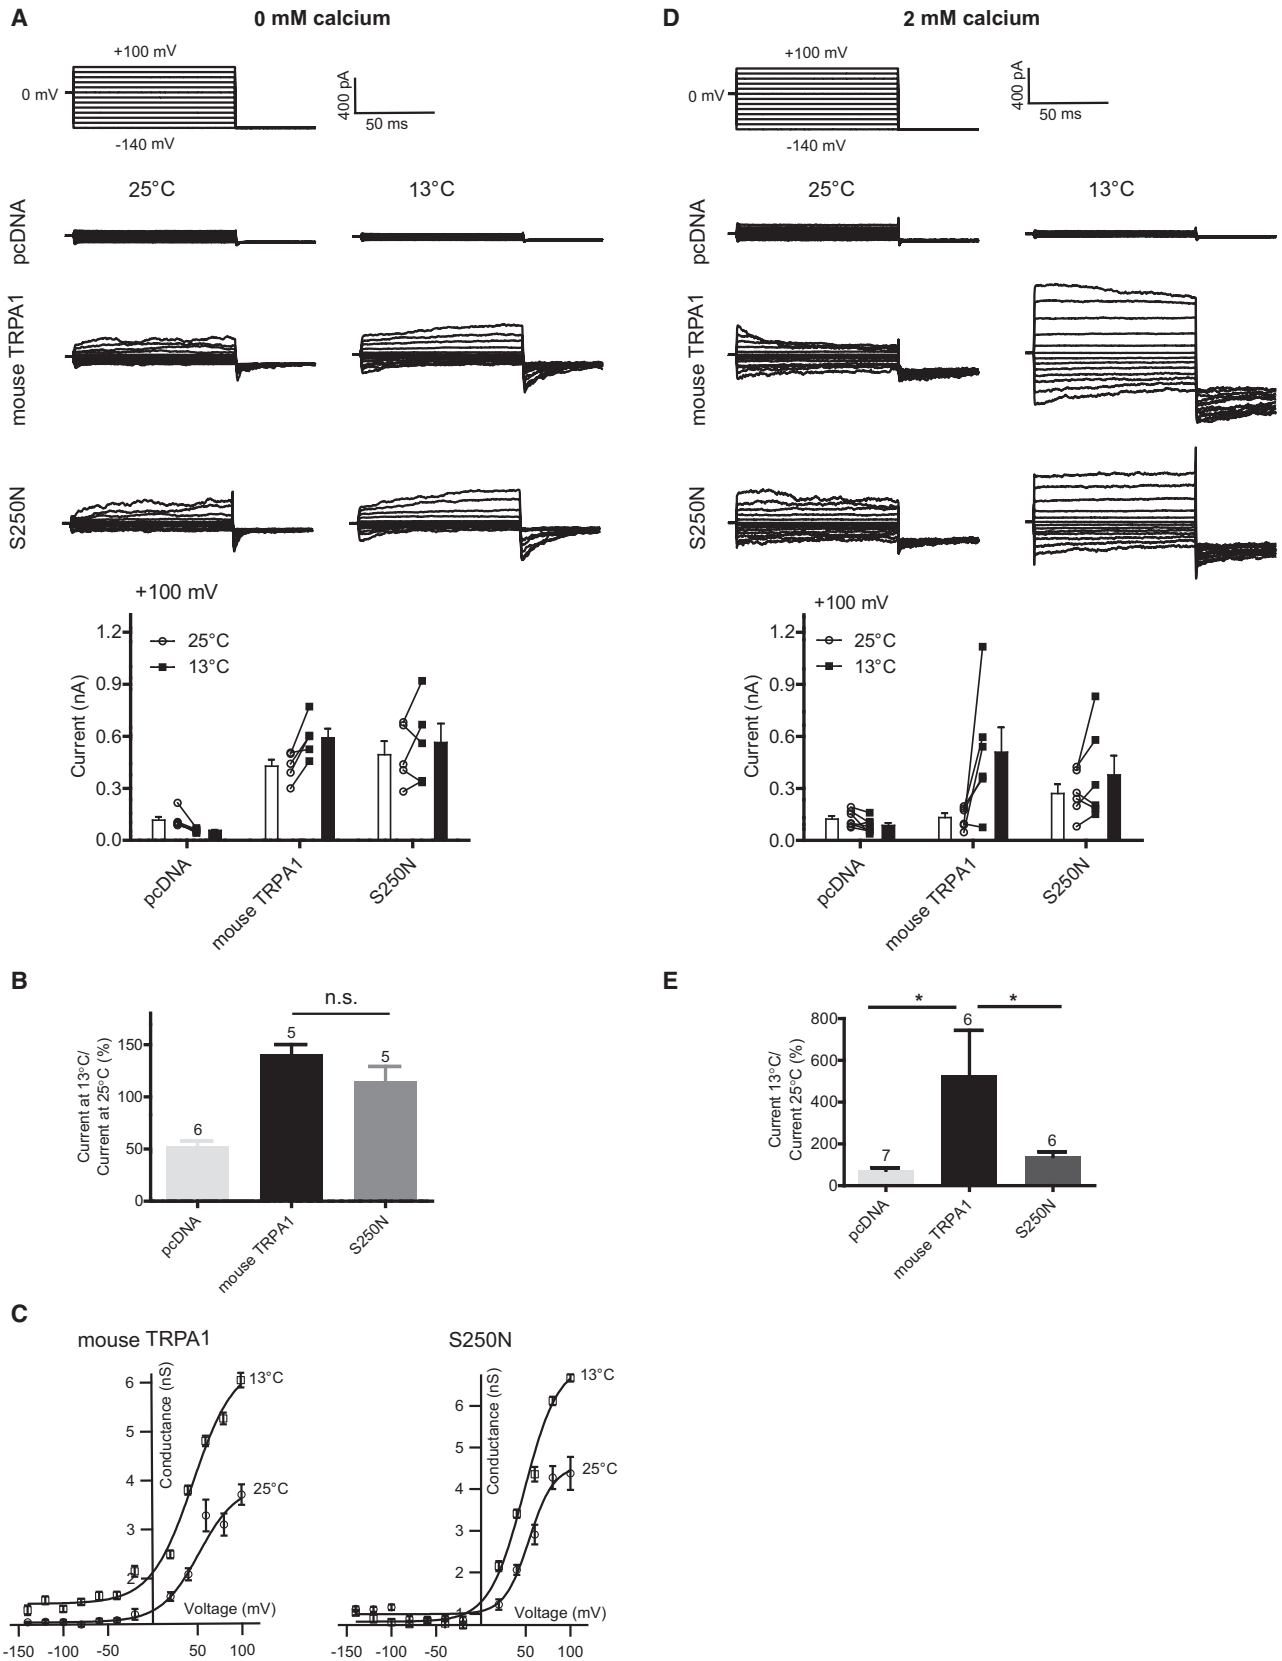 A
0 mM calcium
+100 mV
0 mV
-140 mV
400 pA
50 ms
25°C
13°C
pcDNA
mouse TRPA1
S250N
+100 mV
25°C
13°C
Current (nA)
1.2
0.9
0.6
0.3
0.0
pcDNA
mouse TRPA1
S250N
D
2 mM calcium
+100 mV
0 mV
-140 mV
400 pA
50 ms
25°C
13°C
pcDNA
mouse TRPA1
S250N
+100 mV
25°C
13°C
Current (nA)
1.2
0.9
0.6
0.3
0.0
pcDNA
mouse TRPA1
S250N
B
n.s.
Current at 13°C/
Current at 25°C (%)
150
100
50
0
6
5
5
pcDNA
mouse TRPA1
S250N
E
*
*
Current 13°C/
Current 25°C (%)
800
600
400
200
0
7
6
6
pcDNA
mouse TRPA1
S250N
C
mouse TRPA1
Conductance (nS)
6
5
4
3
2
13°C
25°C
Voltage (mV)
-150
-100
-50
50
100
S250N
Conductance (nS)
6
5
4
3
2
1
13°C
25°C
Voltage (mV)
-150
-100
-50
50
100